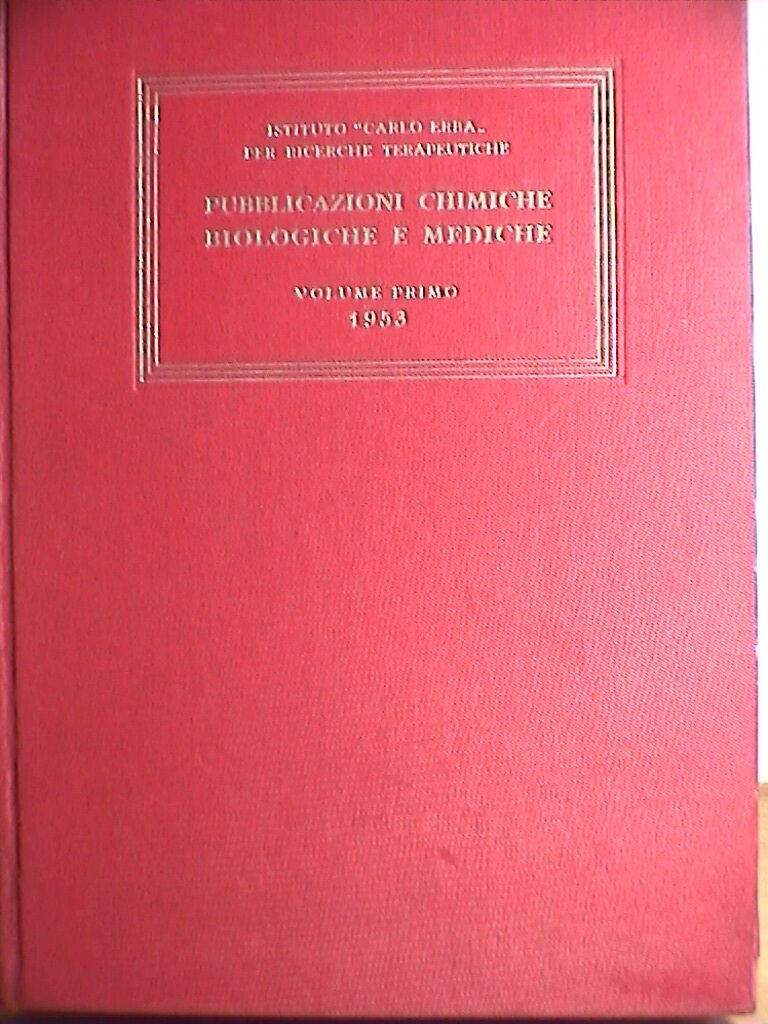 ISTITUTO "CARLO ERBA„
PER RICERCHE TERAPEUTICHE
PUBBLICAZIONI CHIMICHE
BIOLOGICHE E MEDICHE
VOLUME PRIMO
1953